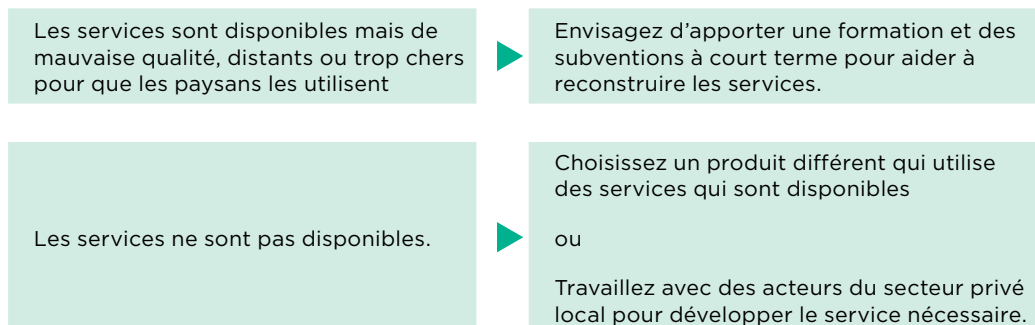 Les services sont disponibles mais de
mauvaise qualité, distants ou trop chers
pour que les paysans les utilisent
Envisagez d’apporter une formation et des
subventions à court terme pour aider à
reconstruire les services.
Les services ne sont pas disponibles.
Choisissez un produit différent qui utilise
des services qui sont disponibles
ou
Travaillez avec des acteurs du secteur privé
local pour développer le service nécessaire.